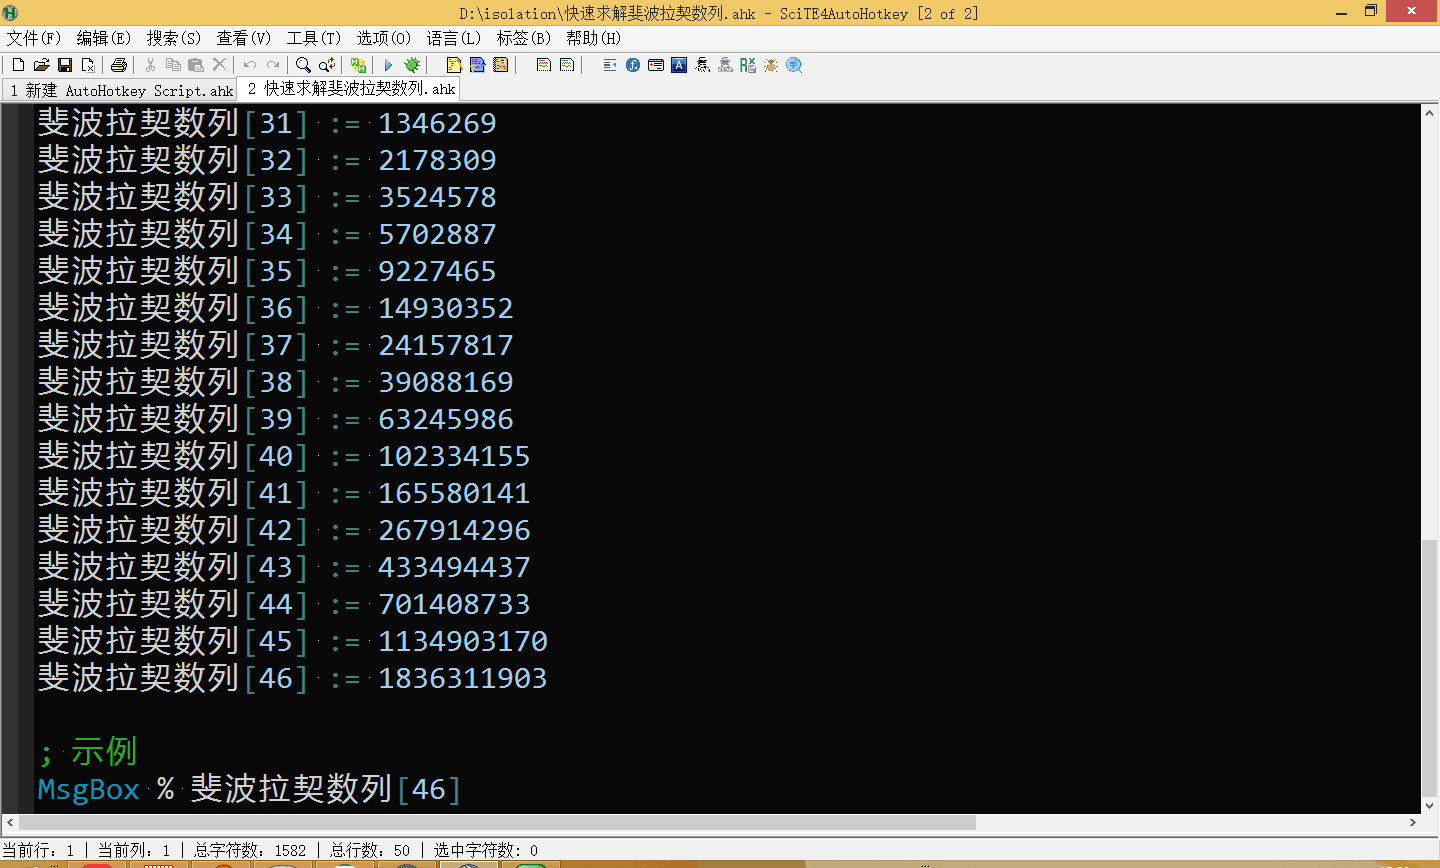 D:\isolation\快速求解斐波拉契数列.ahk - SciTE4AutoHotkey [2 of 2]
文件(F) 编辑(E) 搜索(S) 查看(V) 工具(T) 选项(O) 语言(L) 标签(B) 帮助(H)
1 新建 AutoHotkey Script.ahk 2 快速求解斐波拉契数列.ahk
斐波拉契数列[31] := 1346269
斐波拉契数列[32] := 2178309
斐波拉契数列[33] := 3524578
斐波拉契数列[34] := 5702887
斐波拉契数列[35] := 9227465
斐波拉契数列[36] := 14930352
斐波拉契数列[37] := 24157817
斐波拉契数列[38] := 39088169
斐波拉契数列[39] := 63245986
斐波拉契数列[40] := 102334155
斐波拉契数列[41] := 165580141
斐波拉契数列[42] := 267914296
斐波拉契数列[43] := 433494437
斐波拉契数列[44] := 701408733
斐波拉契数列[45] := 1134903170
斐波拉契数列[46] := 1836311903
; 示例
MsgBox % 斐波拉契数列[46]
当前行: 1 | 当前列: 1 | 总字符数: 1582 | 总行数: 50 | 选中字符数: 0